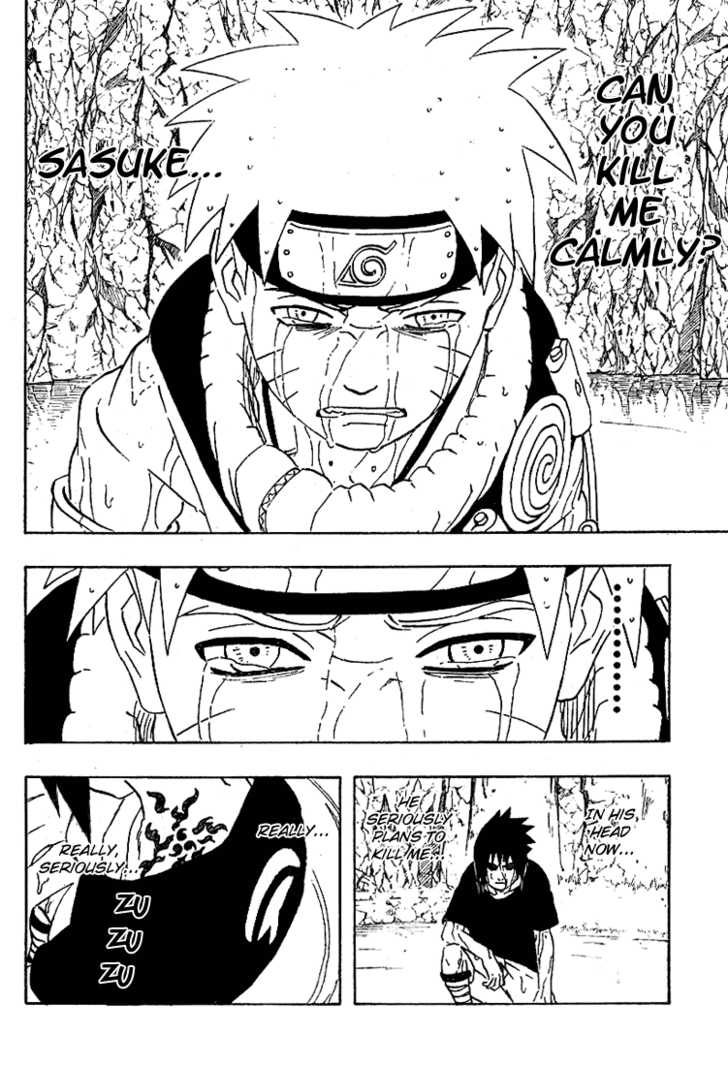 CAN
YOU
KILL
ME
CALMLY?
SASUKE...
..........
IN HIS
HEAD
NOW...
HE
SERIOUSLY
PLANS TO
KILL ME...!
REALLY...
REALLY,
SERIOUSLY...
ZU
ZU
ZU